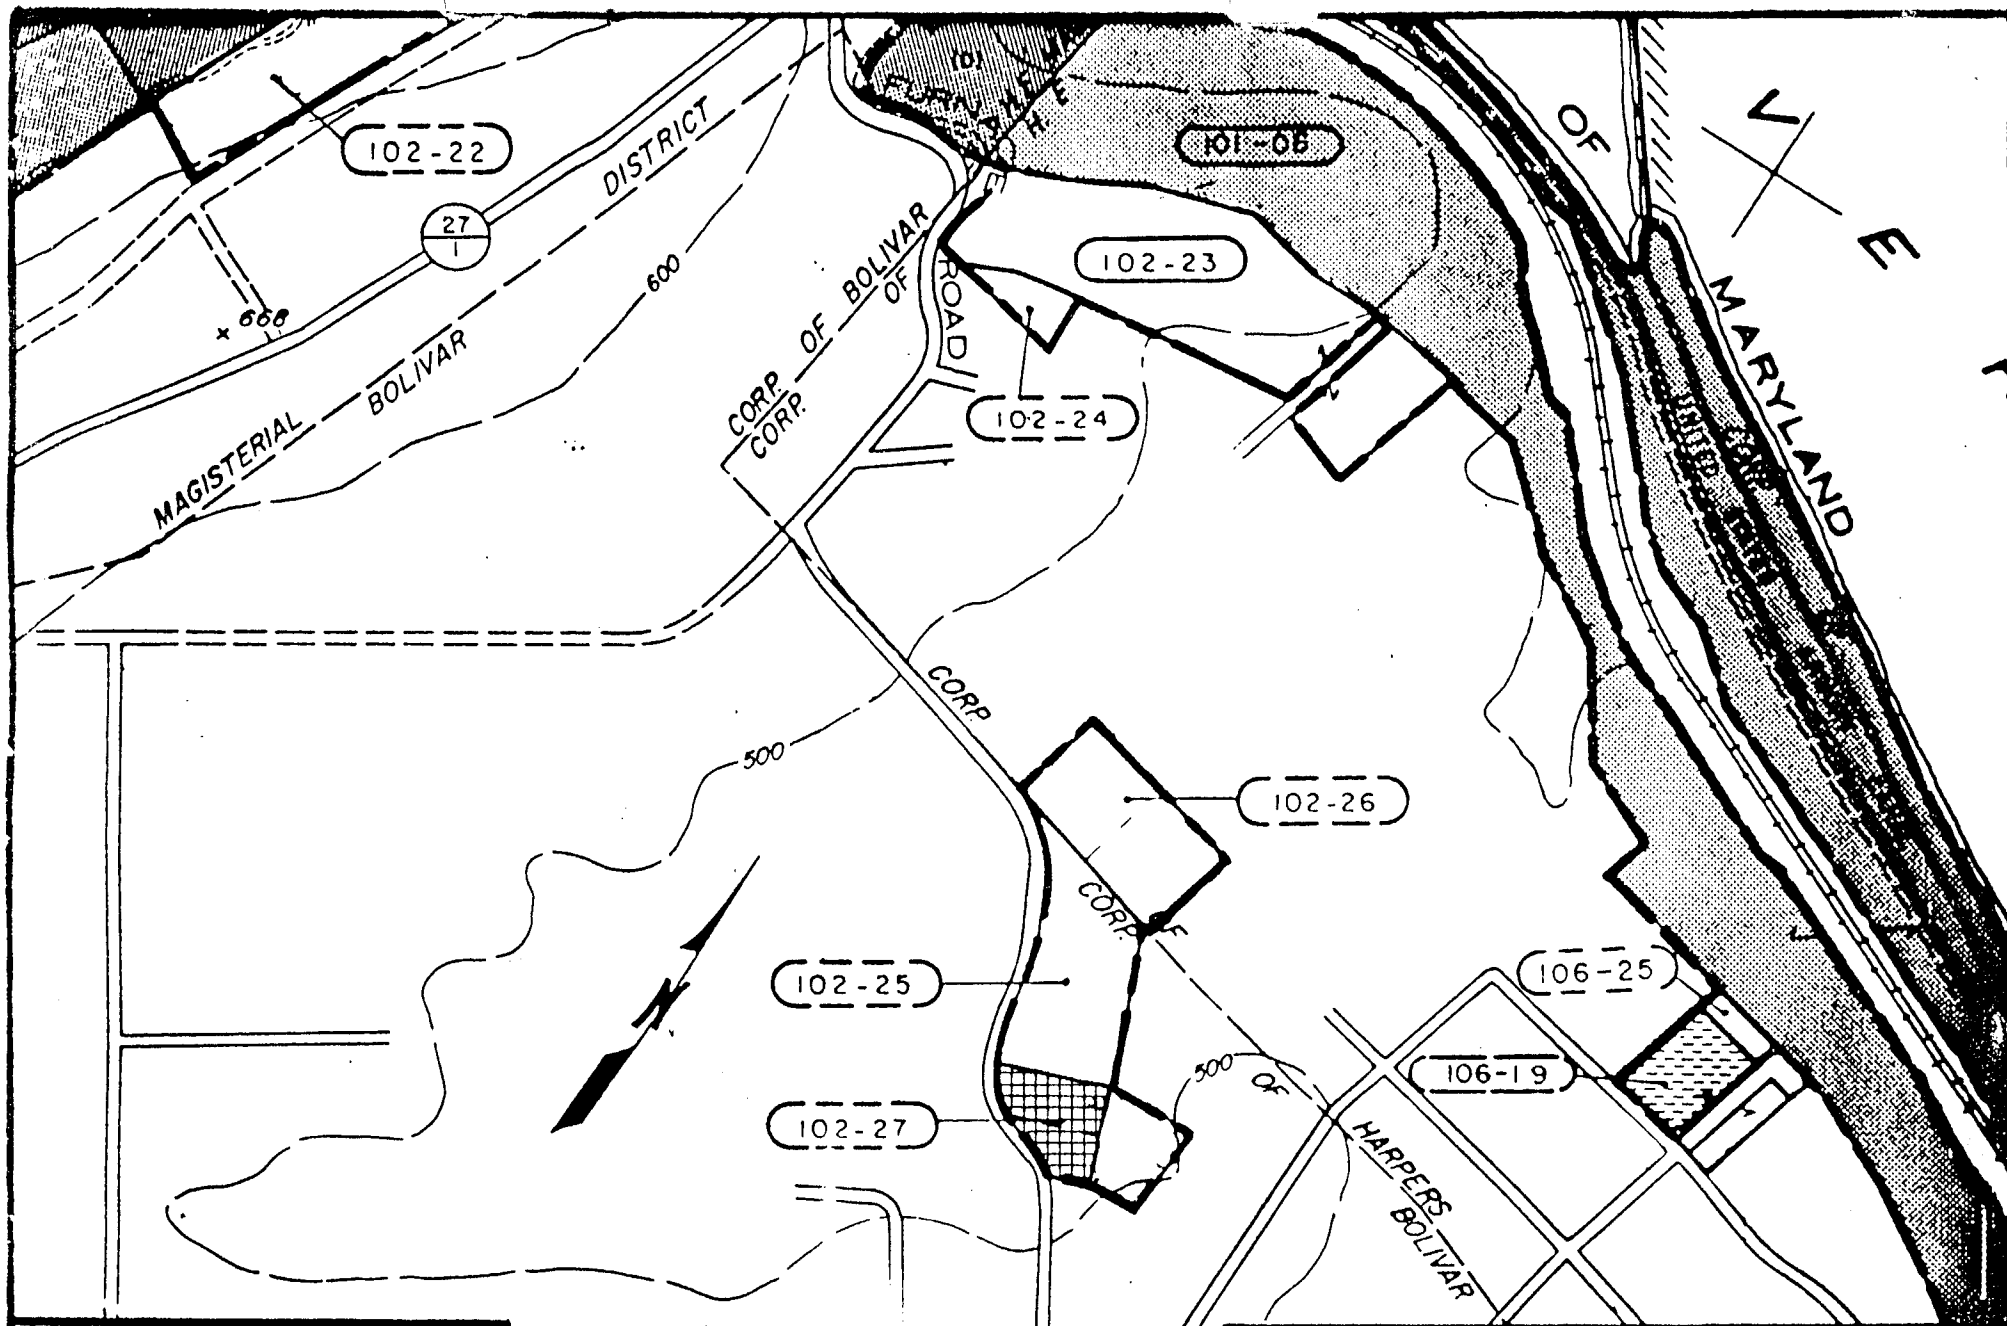 102-22
27
1
668
MAGISTERIAL DISTRICT
BOLIVAR
600
CORP. OF BOLIVAR
CORP. OF
ROAD
101-06
102-23
102-24
OF
MARYLAND
V
E
500
CORP.
102-26
CORP. OF
102-25
N
102-27
500
OF
HARPERS
BOLIVAR
106-25
106-19